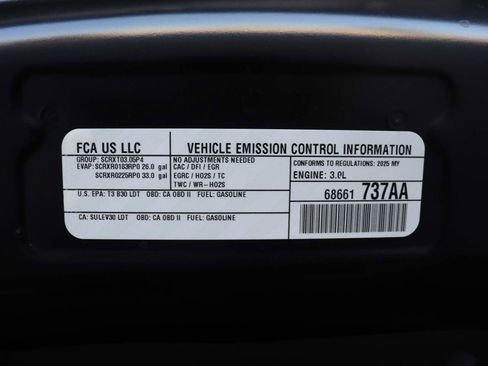 FCA US LLC
VEHICLE EMISSION CONTROL INFORMATION
GROUP: SCRXT03.05P4
EVAP: SCRXR0183RP0 26.0 gal
SCRXR0225RP0 33.0 gal
NO ADJUSTMENTS NEEDED
CAC / DFI / EGR
EGRC / HO2S / TC
TWC / WR-HO2S
CONFORMS TO REGULATIONS: 2025 MY
ENGINE: 3.0L
U.S. EPA: T3 B30 LDT OBD: CA OBD II FUEL: GASOLINE
CA: SULEV30 LDT OBD: CA OBD II FUEL: GASOLINE
68661 737AA